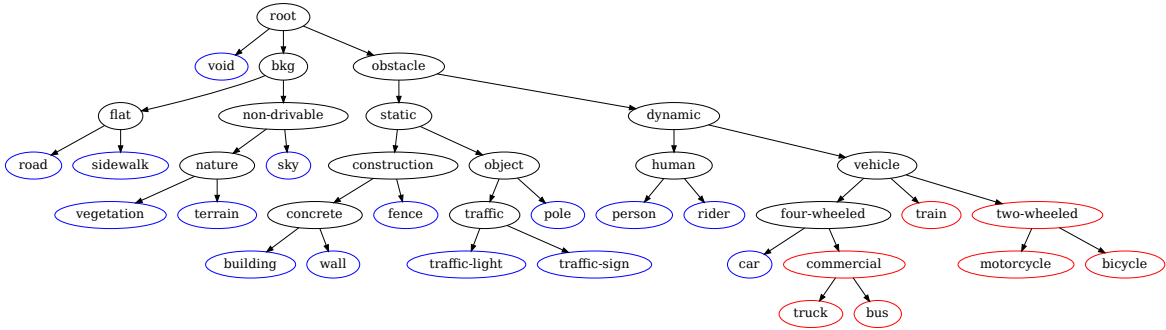 root
void bkg obstacle
flat non-drivable static dynamic
road sidewalk nature sky construction object human vehicle
vegetation terrain concrete fence traffic pole person rider four-wheeled train two-wheeled
building wall traffic-light traffic-sign car commercial motorcycle bicycle
truck bus